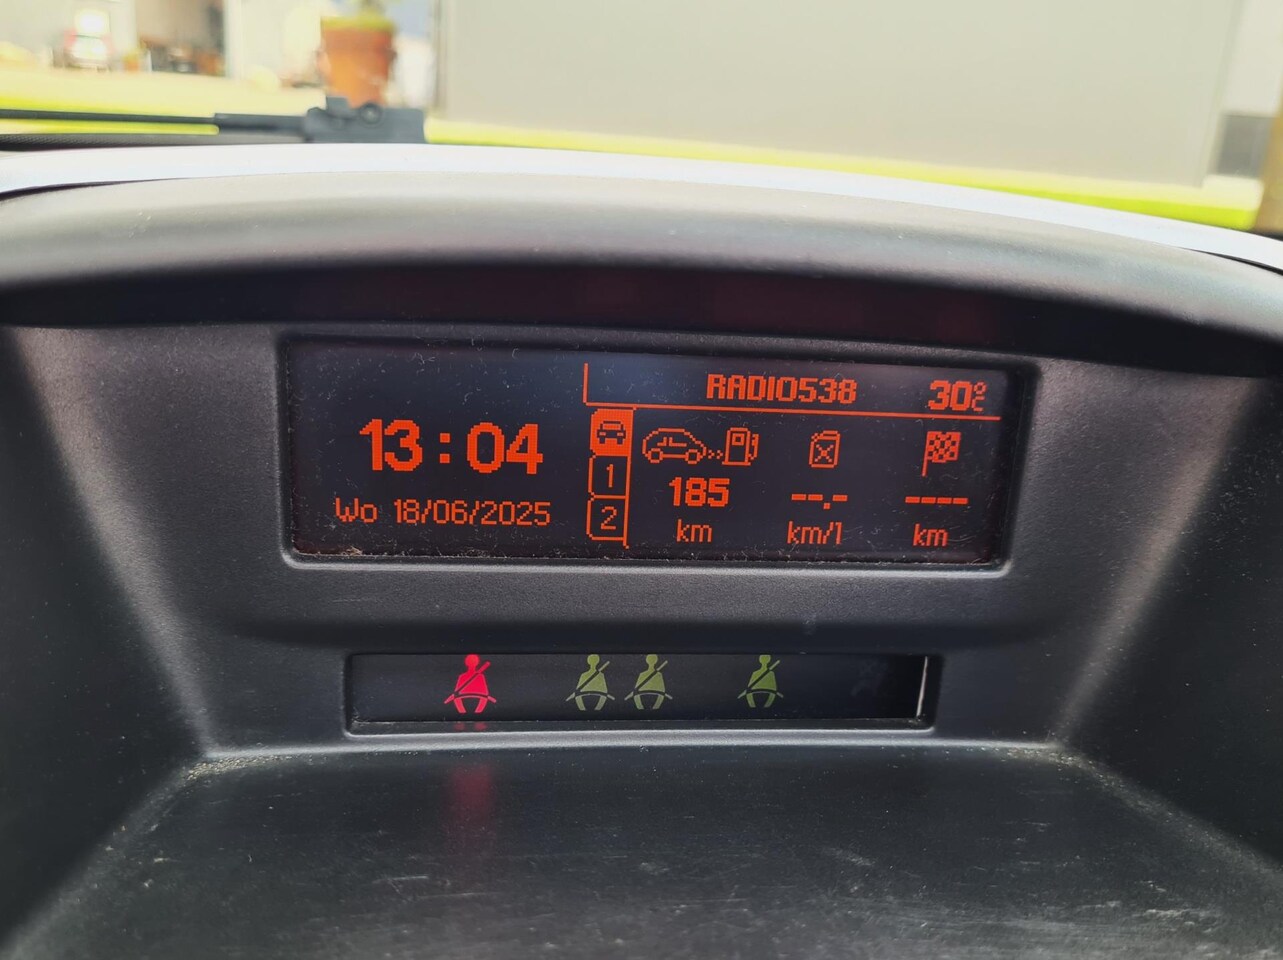 RADIO538 30°C
13:04
Wo 18/06/2025
1
2
185 --.- ----
km km/l km